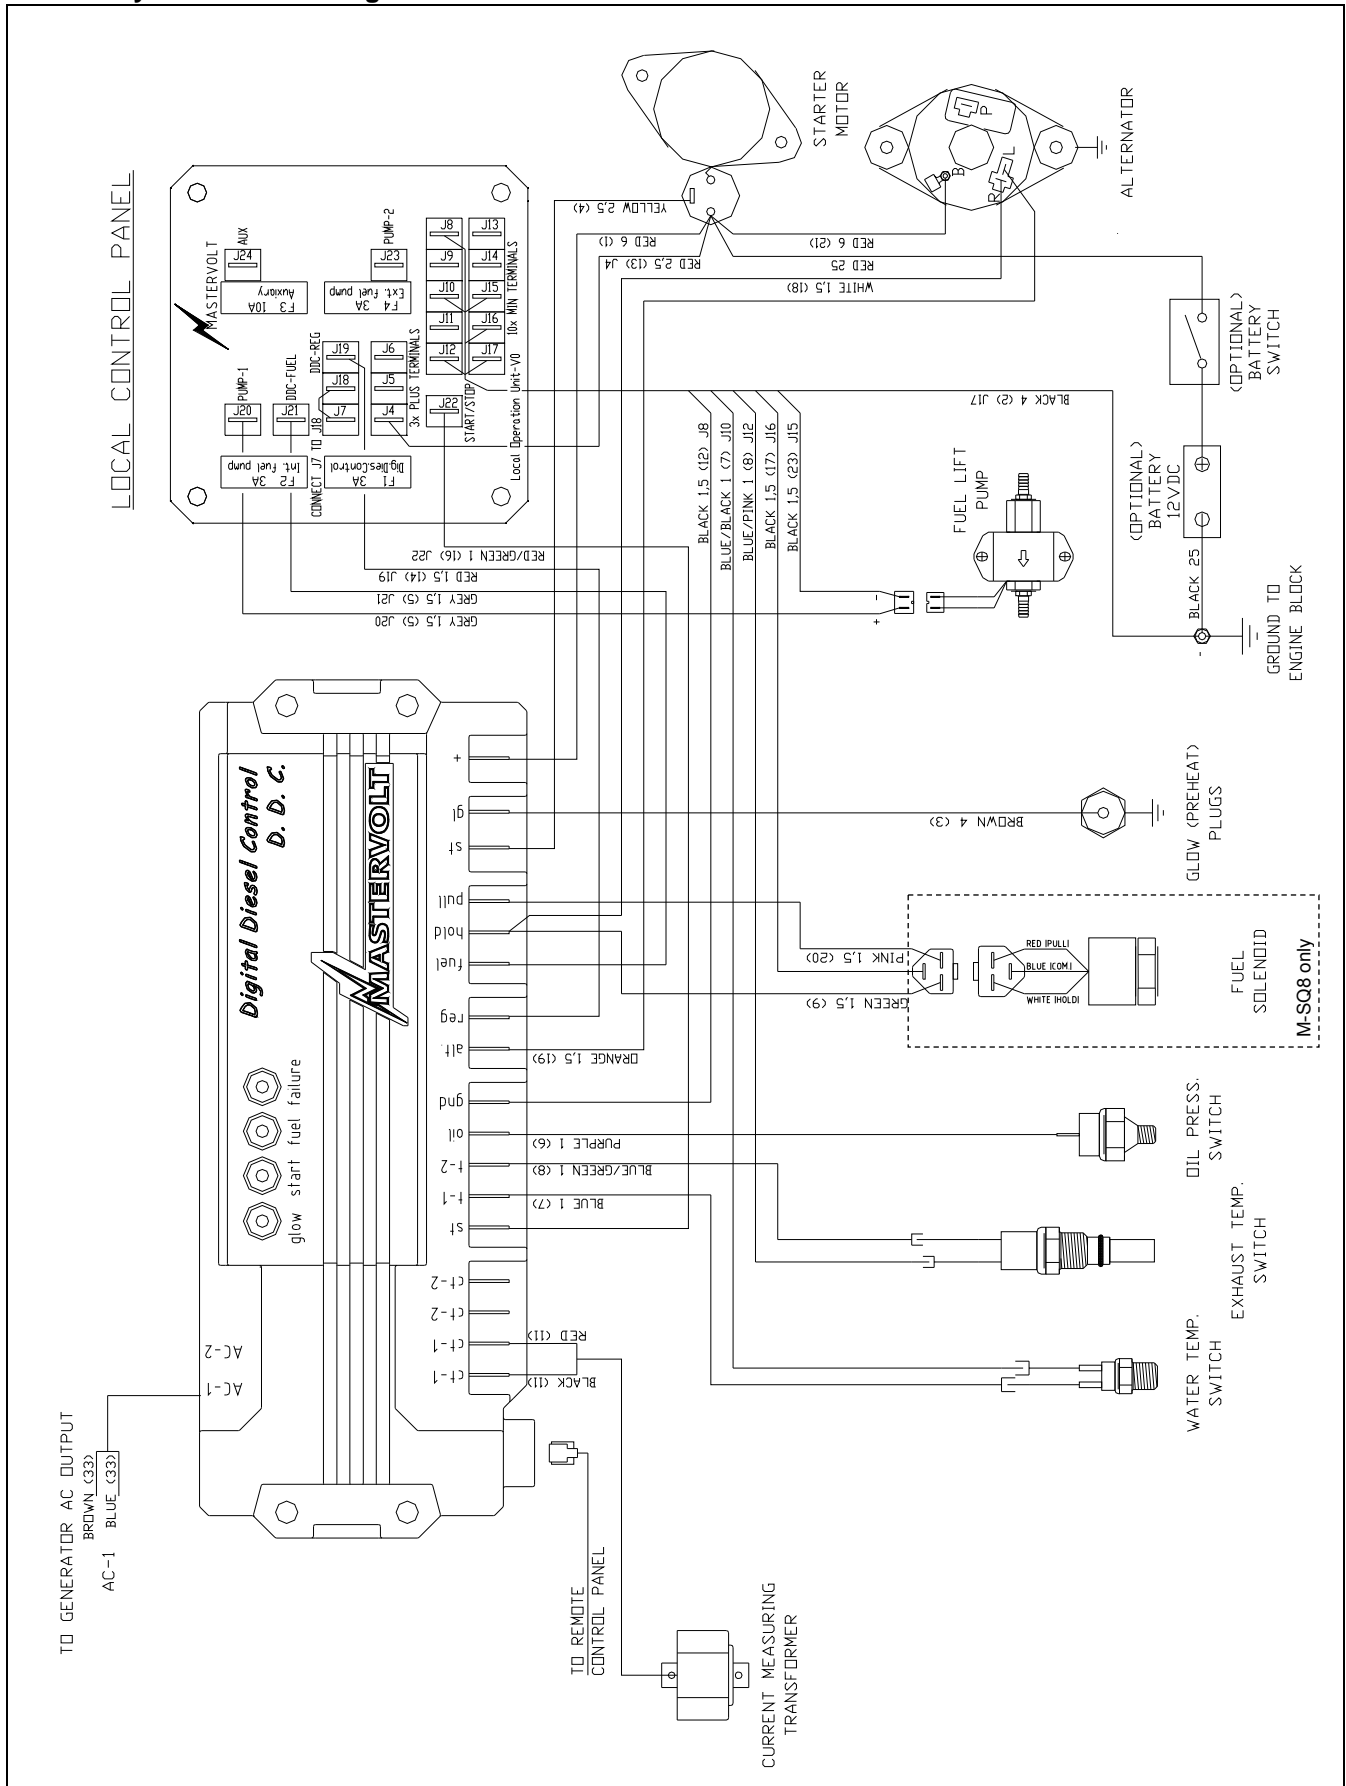 LOCAL CONTROL PANEL
MASTERVOLT
AUX
J24
F3 10A
Auxiary
PUMP-2
J23
F4 3A
Ext. Fuel pump
J8
J9
J10
J11
J12
J13
J14
J15
J16
J17
10x MIN TERMINALS
PUMP-1
J20
DDC-FUEL
J21
DDC-REG
J19
J18
J7
J6
J5
J4
3x PLUS TERMINALS
J22
START/STOP
CONNECT J7 TO J18
F2 3A
Int. Fuel pump
F1 3A
Dig.Dies.Control
Local Operation Unit-V0
STARTER
MOTOR
ALTERNATOR
P
B
R
L
YELLOW 2,5 (4)
RED 6 (1)
RED 2,5 (13) J4
RED 6 (21)
RED 25
WHITE 1,5 (18)
BLACK 4 (2) J17
(OPTIONAL)
BATTERY
SWITCH
(OPTIONAL)
BATTERY
12VDC
BLACK 25
-
GROUND TO
ENGINE BLOCK
FUEL LIFT
PUMP
-
+
BLACK 1,5 (12) J8
BLUE/BLACK 1 (7) J10
BLUE/PINK 1 (8) J12
BLACK 1,5 (17) J16
BLACK 1,5 (23) J15
RED/GREEN 1 (16) J22
RED 1,5 (14) J19
GREY 1,5 (5) J21
GREY 1,5 (5) J20
Digital Diesel Control
D. D. C.
MASTERVOLT
glow start fuel failure
+
gl
st
pull
hold
fuel
reg
alt.
gnd
oil
t-2
t-1
st
ct-2
ct-2
ct-1
ct-1
AC-2
AC-1
BROWN 4 (3)
GLOW (PREHEAT)
PLUGS
PINK 1,5 (20)
GREEN 1,5 (9)
RED (PULL)
BLUE (COM.)
WHITE (HOLD)
FUEL
SOLENOID
M-SQ8 only
ORANGE 1,5 (19)
PURPLE 1 (6)
BLUE/GREEN 1 (8)
BLUE 1 (7)
OIL PRESS.
SWITCH
EXHAUST TEMP.
SWITCH
WATER TEMP.
SWITCH
RED (11)
BLACK (11)
TO GENERATOR AC OUTPUT
BROWN (33)
BLUE (33)
AC-1
TO REMOTE
CONTROL PANEL
CURRENT MEASURING
TRANSFORMER